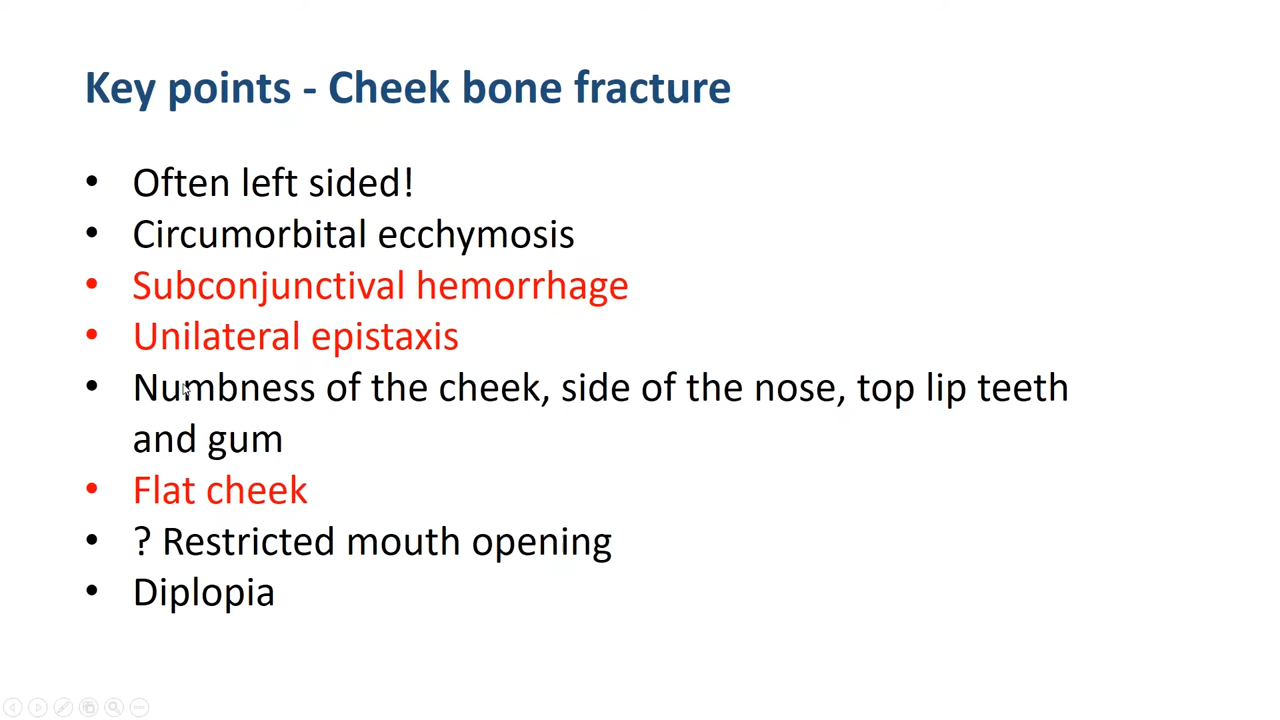 Key points - Cheek bone fracture
• Often left sided!
• Circumorbital ecchymosis
• Subconjunctival hemorrhage
• Unilateral epistaxis
• Numbness of the cheek, side of the nose, top lip teeth
and gum
• Flat cheek
• ? Restricted mouth opening
• Diplopia